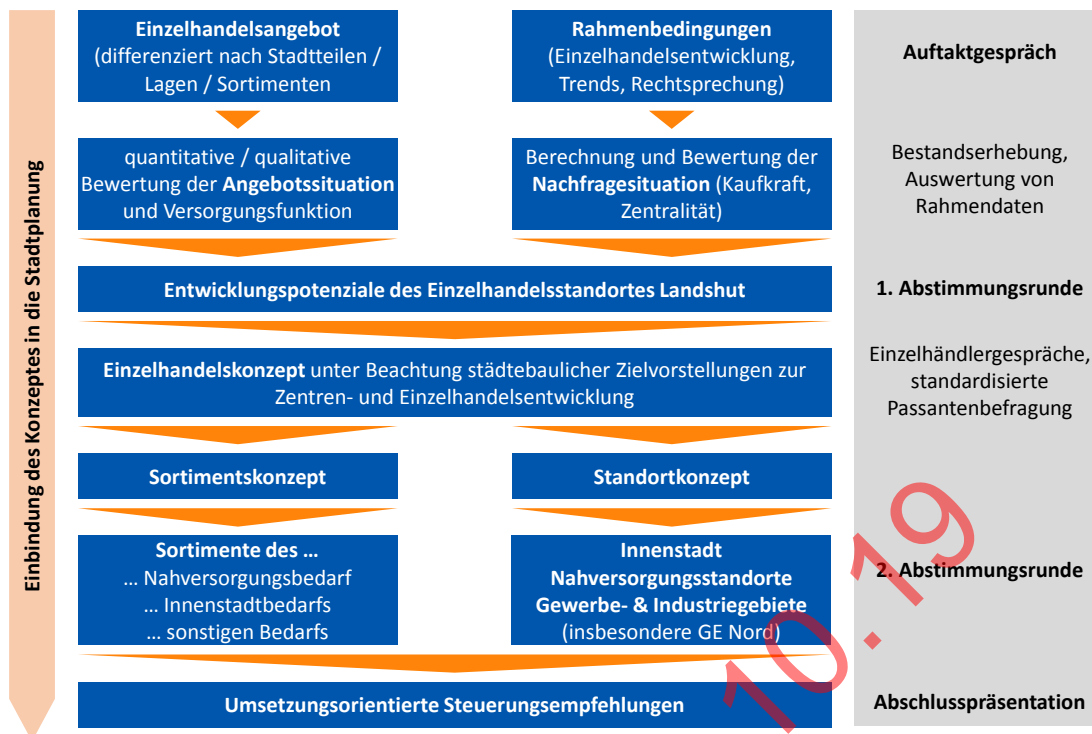 Einbindung des Konzeptes in die Stadtplanung
Einzelhandelsangebot
(differenziert nach Stadtteilen /
Lagen / Sortimenten
Rahmenbedingungen
(Einzelhandelsentwicklung,
Trends, Rechtsprechung)
Auftaktgespräch
quantitative / qualitative
Bewertung der Angebotssituation
und Versorgungsfunktion
Berechnung und Bewertung der
Nachfragesituation (Kaufkraft,
Zentralität)
Bestandserhebung,
Auswertung von
Rahmendaten
Entwicklungspotenziale des Einzelhandelsstandortes Landshut
1. Abstimmungsrunde
Einzelhandelskonzept unter Beachtung städtebaulicher Zielvorstellungen zur
Zentren- und Einzelhandelsentwicklung
Einzelhändlergespräche,
standardisierte
Passantenbefragung
Sortimentskonzept
Standortkonzept
Sortimente des ...
... Nahversorgungsbedarf
... Innenstadtbedarfs
... sonstigen Bedarfs
Innenstadt
Nahversorgungsstandorte
Gewerbe- & Industriegebiete
(insbesondere GE Nord)
2. Abstimmungsrunde
Umsetzungsorientierte Steuerungsempfehlungen
Abschlusspräsentation
10.19